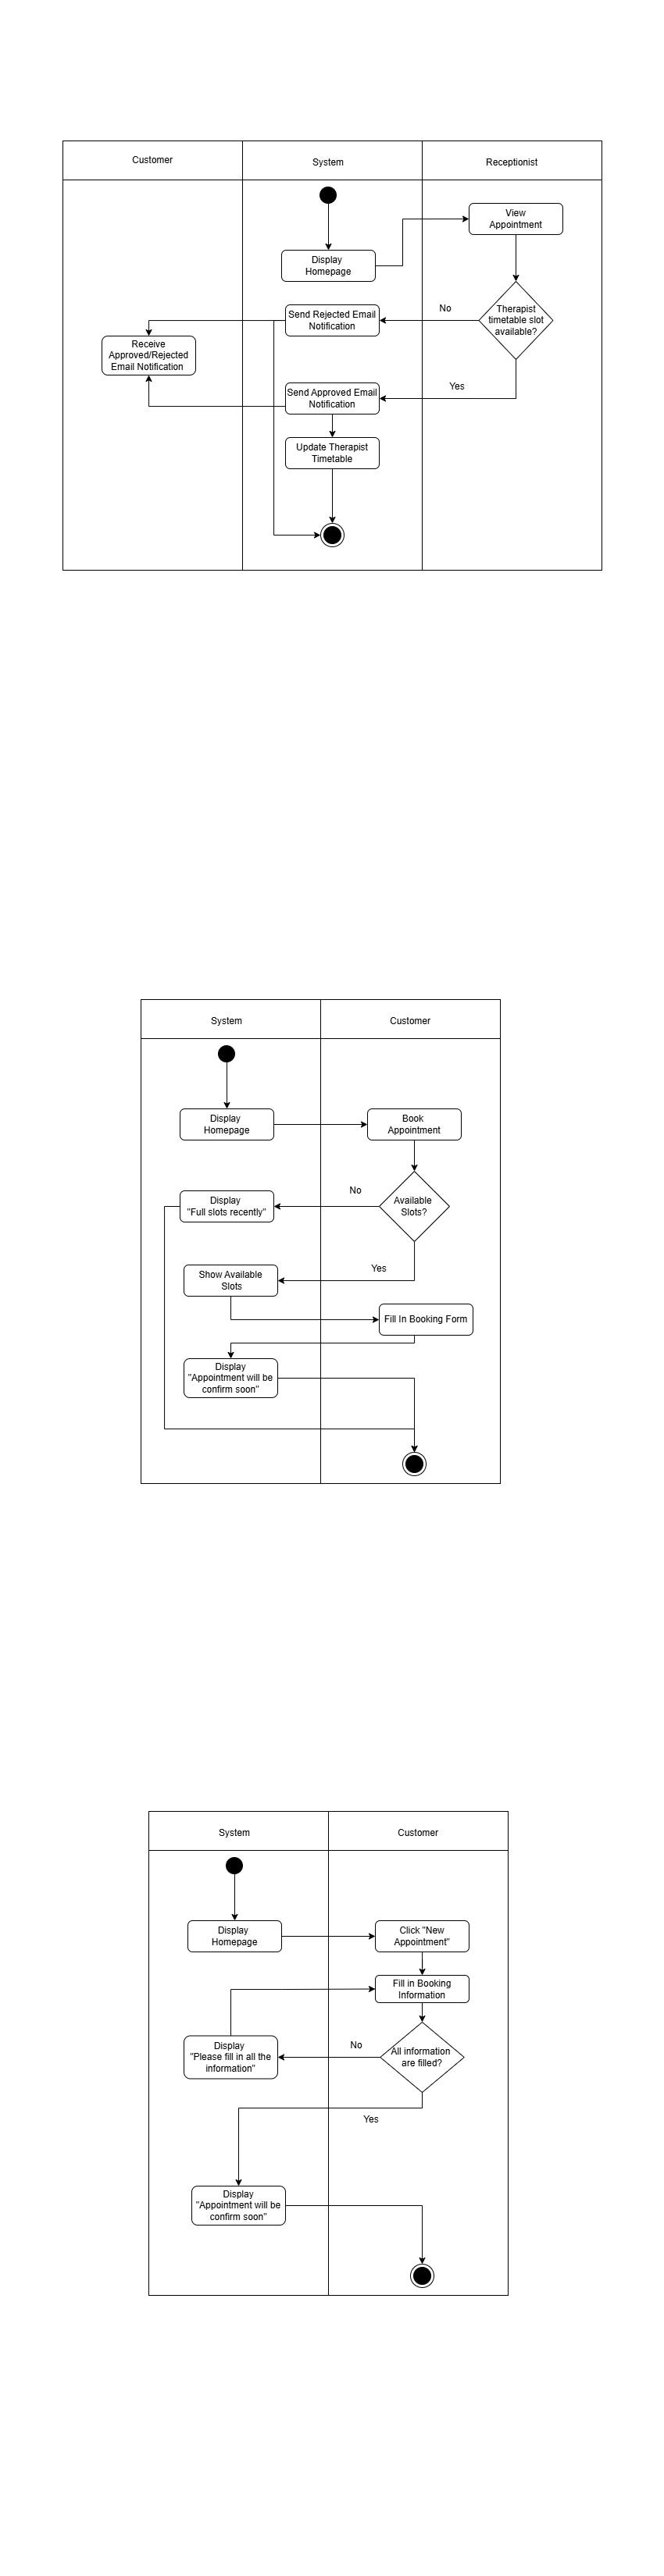 Customer
System
Receptionist
View
Appointment
Display
Homepage
Send Rejected Email
Notification
No
Therapist
timetable slot
available?
Receive
Approved/Rejected
Email Notification
Yes
Send Approved Email
Notification
Update Therapist
Timetable
System
Customer
Display
Homepage
Book
Appointment
No
Available
Slots?
Display
"Full slots recently"
Yes
Show Available
Slots
Fill In Booking Form
Display
"Appointment will be
confirm soon"
System
Customer
Display
Homepage
Click "New
Appointment"
Fill in Booking
Information
Display
"Please fill in all the
information"
No
All information
are filled?
Yes
Display
"Appointment will be
confirm soon"